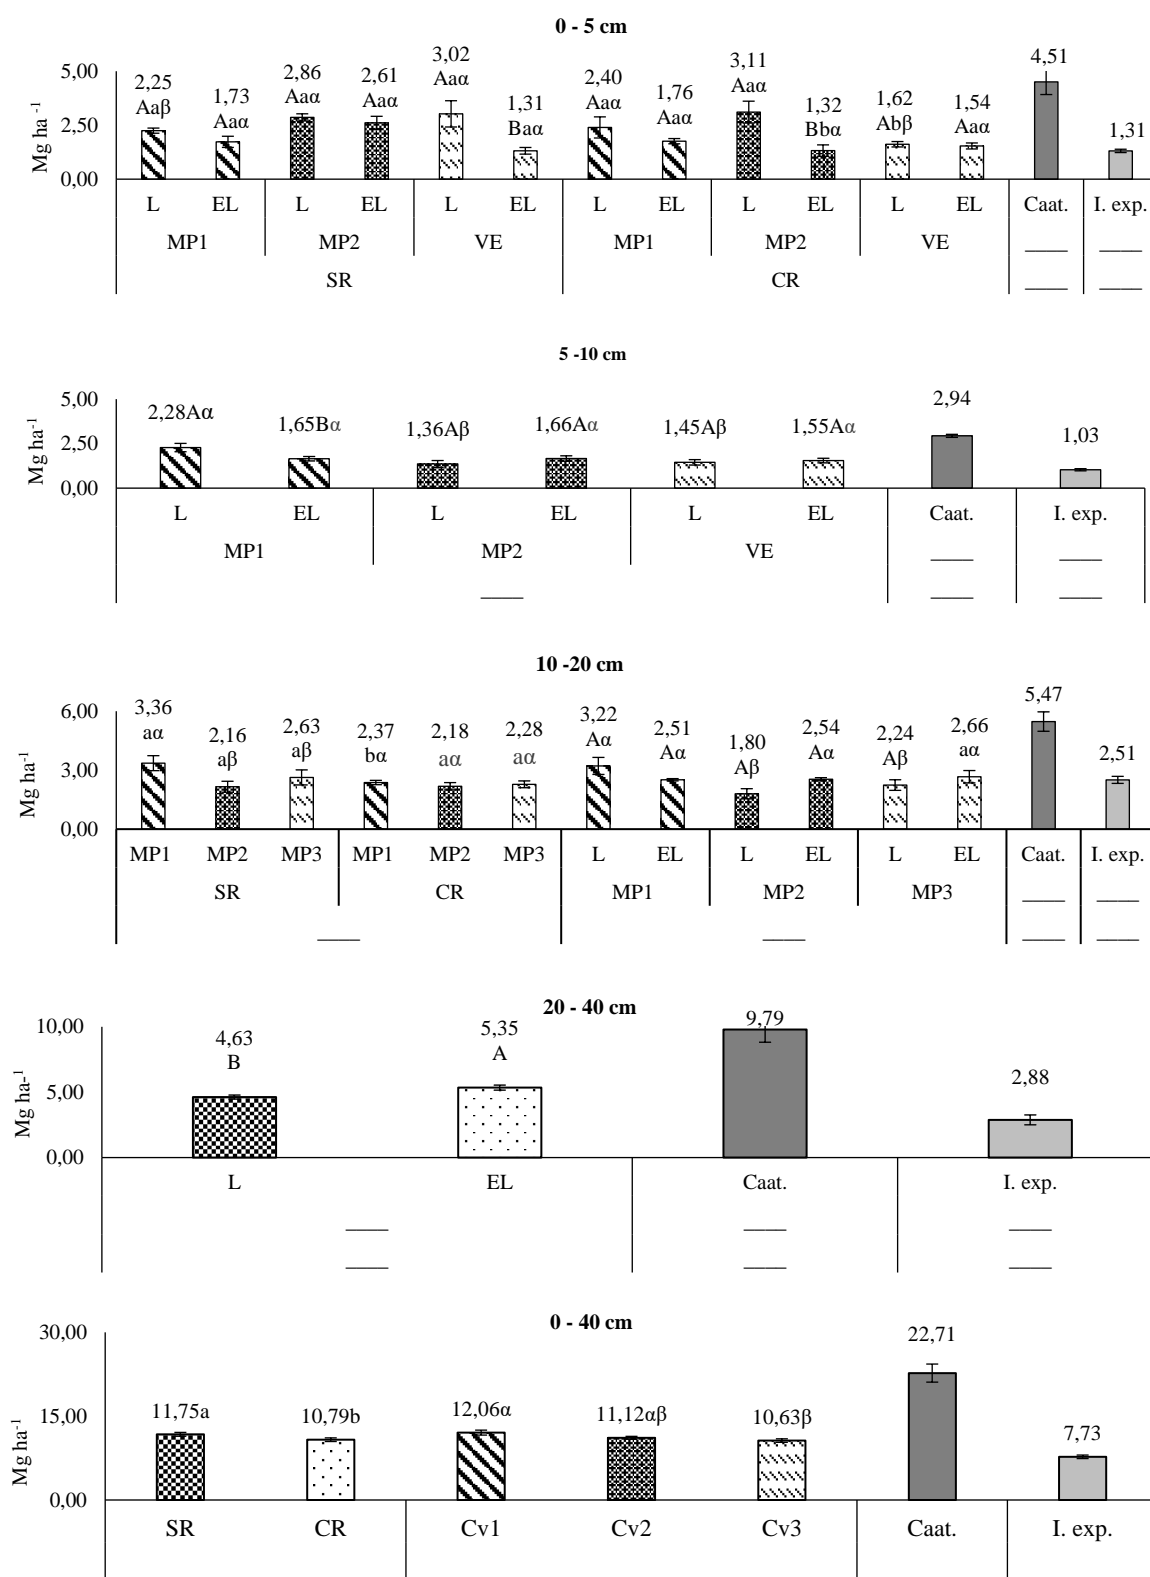 0 - 5 cm
Mg ha -1
5,00
2,50
0,00
2,25 1,73 2,86 2,61 3,02 1,31 2,40 1,76 3,11 1,32 1,62 1,54 4,51 1,31
Aaβ Aaα Aaα Aaα Aaα Baα Aaα Aaα Aaα Bbα Abβ Aaα
L EL L EL L EL L EL L EL L EL Caat. I. exp.
MP1 MP2 VE MP1 MP2 VE
SR CR
5 -10 cm
Mg ha-1
5,00
2,50
0,00
2,28Aα 1,65Bα 1,36Aβ 1,66Aα 1,45Aβ 1,55Aα 2,94 1,03
L EL L EL L EL Caat. I. exp.
MP1 MP2 VE
10 -20 cm
Mg ha-1
6,00
3,00
0,00
3,36 2,16 2,63 2,37 2,18 2,28 3,22 2,51 1,80 2,54 2,24 2,66 5,47 2,51
aα aβ aβ bα aα aα Aα Aα Aβ Aα Aβ aα
MP1 MP2 MP3 MP1 MP2 MP3 L EL L EL L EL Caat. I. exp.
SR CR MP1 MP2 MP3
20 - 40 cm
Mg ha-1
10,00
5,00
0,00
4,63 5,35 9,79 2,88
B A
L EL Caat. I. exp.
0 - 40 cm
Mg ha-1
30,00
15,00
0,00
11,75a 10,79b 12,06α 11,12αβ 10,63β 22,71 7,73
SR CR Cv1 Cv2 Cv3 Caat. I. exp.